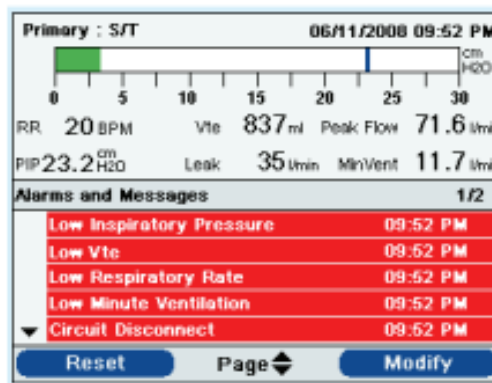 Primary : S/T 06/11/2008 09:52 PM
cm
H2O
0 5 10 15 20 25 30
RR 20 BPM Vte 837 ml Peak Flow 71.6 l/mi
PIP 23.2 cm H2O Leak 35 l/min MinVent 11.7 l/mi
Alarms and Messages 1/2
Low Inspiratory Pressure 09:52 PM
Low Vte 09:52 PM
Low Respiratory Rate 09:52 PM
Low Minute Ventilation 09:52 PM
Circuit Disconnect 09:52 PM
Reset Page Modify